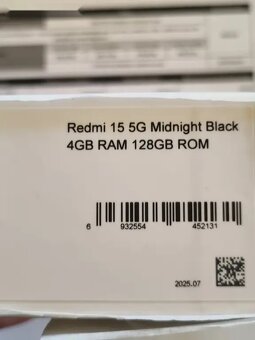 Redmi 15 5G Midnight Black
4GB RAM 128GB ROM
6 932554 452131
2025.07